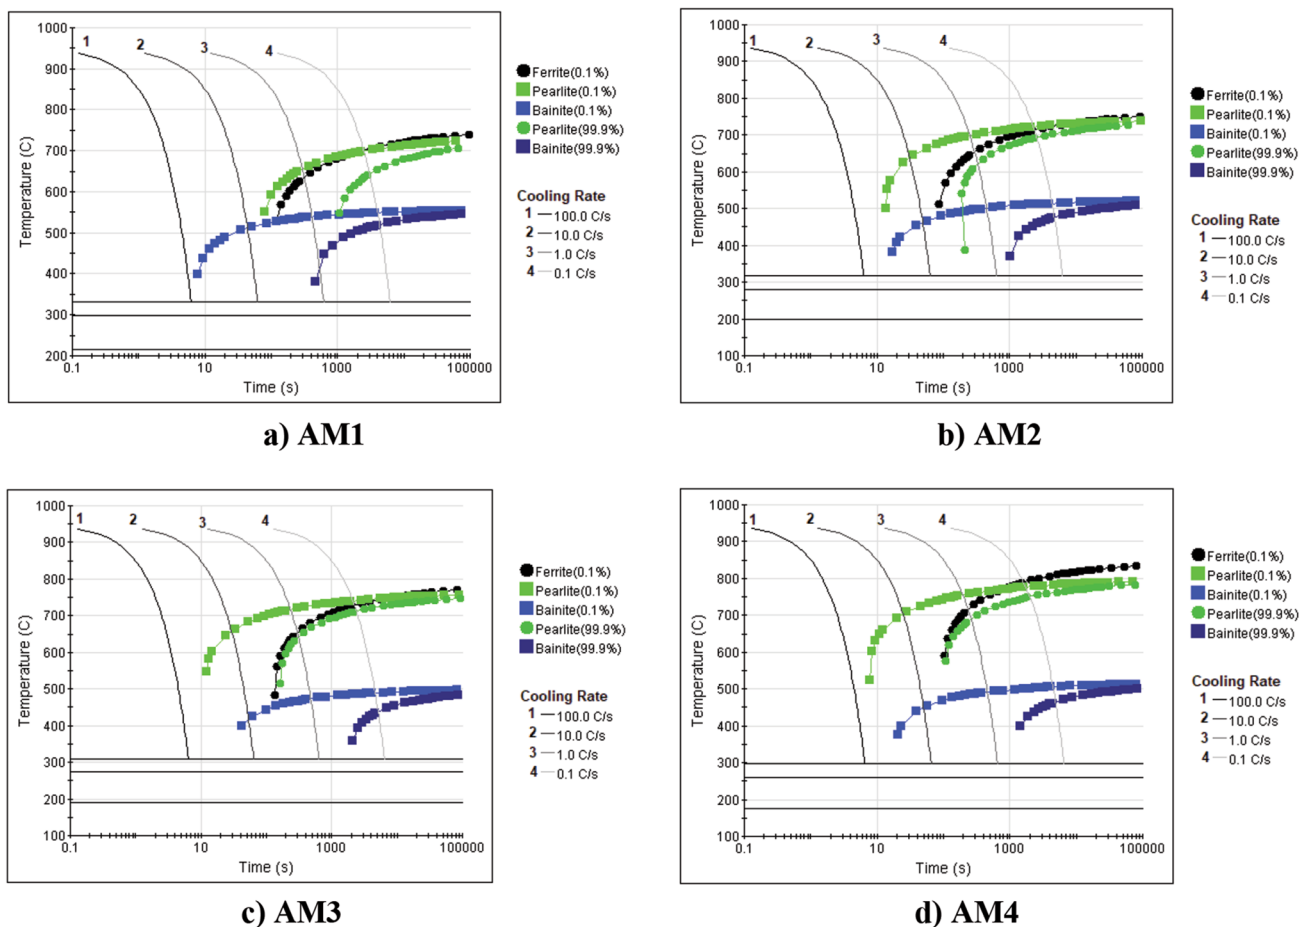 1000
900
800
700
600
500
400
300
200
Temperature (C)
0.1
10
1000
100000
Time (s)
1
2
3
4
Ferrite(0.1%)
Pearlite(0.1%)
Bainite(0.1%)
Pearlite(99.9%)
Bainite(99.9%)
Cooling Rate
1 100.0 C/s
2 10.0 C/s
3 1.0 C/s
4 0.1 C/s
a) AM1
1000
900
800
700
600
500
400
300
200
100
Temperature (C)
0.1
10
1000
100000
Time (s)
1
2
3
4
Ferrite(0.1%)
Pearlite(0.1%)
Bainite(0.1%)
Pearlite(99.9%)
Bainite(99.9%)
Cooling Rate
1 100.0 C/s
2 10.0 C/s
3 1.0 C/s
4 0.1 C/s
b) AM2
1000
900
800
700
600
500
400
300
200
100
Temperature (C)
0.1
10
1000
100000
Time (s)
1
2
3
4
Ferrite(0.1%)
Pearlite(0.1%)
Bainite(0.1%)
Pearlite(99.9%)
Bainite(99.9%)
Cooling Rate
1 100.0 C/s
2 10.0 C/s
3 1.0 C/s
4 0.1 C/s
c) AM3
1000
900
800
700
600
500
400
300
200
100
Temperature (C)
0.1
10
1000
100000
Time (s)
1
2
3
4
Ferrite(0.1%)
Pearlite(0.1%)
Bainite(0.1%)
Pearlite(99.9%)
Bainite(99.9%)
Cooling Rate
1 100.0 C/s
2 10.0 C/s
3 1.0 C/s
4 0.1 C/s
d) AM4